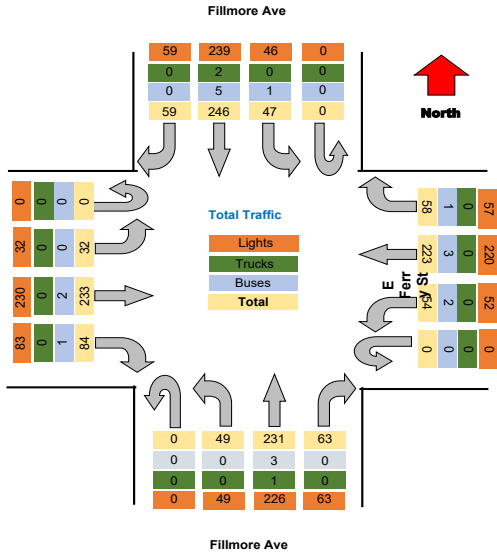 Fillmore Ave
59 239 46 0
0 2 0 0
0 5 1 0
59 246 47 0
North
0 0 0 0
32 0 0 32
230 0 2 233
83 0 1 84
Total Traffic
Lights
Trucks
Buses
Total
58 1 0 57
223 3 0 220
54 2 0 52
0 0 0 0
E
Ferr
y St
0 49 231 63
0 0 3 0
0 0 1 0
0 49 226 63
Fillmore Ave